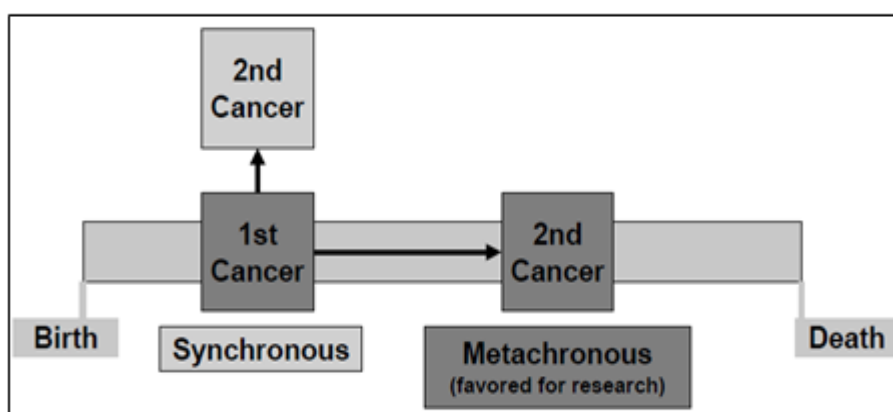 2nd
Cancer
1st
Cancer
2nd
Cancer
Birth
Synchronous
Metachronous
(favored for research)
Death